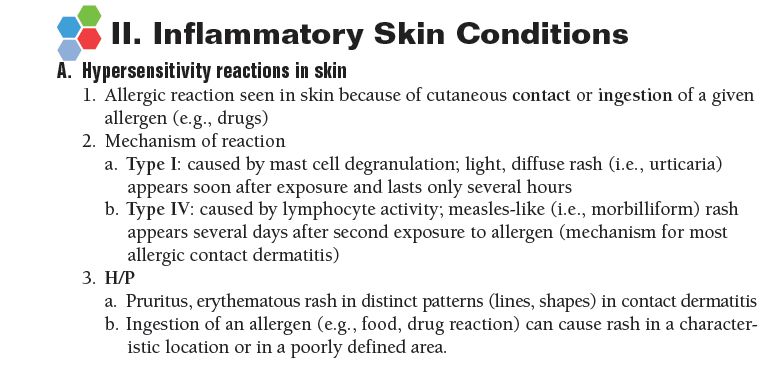 II. Inflammatory Skin Conditions
A. Hypersensitivity reactions in skin
1. Allergic reaction seen in skin because of cutaneous contact or ingestion of a given
allergen (e.g., drugs)
2. Mechanism of reaction
a. Type I: caused by mast cell degranulation; light, diffuse rash (i.e., urticaria)
appears soon after exposure and lasts only several hours
b. Type IV: caused by lymphocyte activity; measles-like (i.e., morbilliform) rash
appears several days after second exposure to allergen (mechanism for most
allergic contact dermatitis)
3. H/P
a. Pruritus, erythematous rash in distinct patterns (lines, shapes) in contact dermatitis
b. Ingestion of an allergen (e.g., food, drug reaction) can cause rash in a character-
istic location or in a poorly defined area.